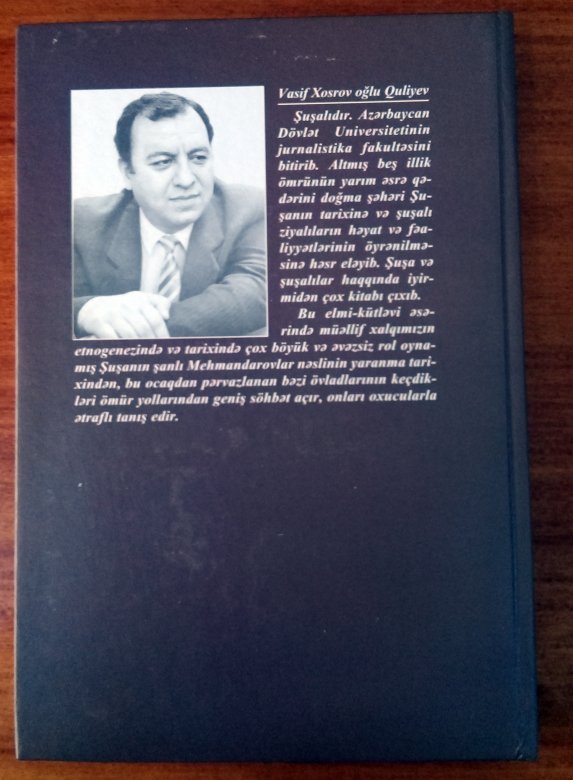 Vasif Xosrov oğlu Quliyev
Şuşalıdır. Azərbaycan
Dövlət Universitetinin
jurnalistika fakultəsini
bitirib. Altmış beş illik
ömrünün yarım əsrə qə-
dərini doğma şəhəri Şu-
şanın tarixinə və şuşalı
ziyalıların həyat və fəa-
liyyətlərinin öyrənilmə-
sinə həsr eləyib. Şuşa və
şuşalılar haqqında iyir-
midən çox kitabı çıxıb.
Bu elmi-kütləvi əsə-
rində müəllif xalqımızın
etnogenezində və tarixində çox böyük və əvəzsiz rol oyna-
mış Şuşanın şanlı Mehmandarovlar nəslinin yaranma tari-
xindən, bu ocaqdan pərvazlanan bəzi övladlarının keçdik-
ləri ömür yollarından geniş söhbət açır, onları oxucularla
ətraflı tanış edir.